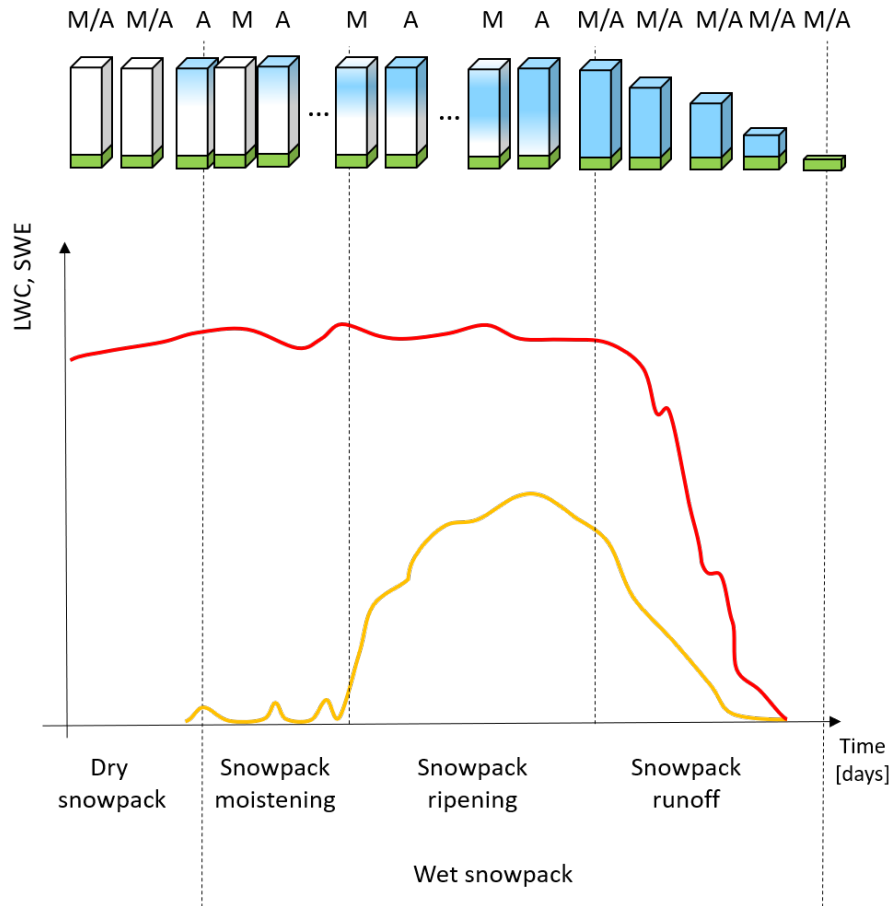 M/A M/A A M A M A M A M/A M/A M/A M/A M/A
... ...
LWC, SWE
Time
[days]
Dry
snowpack
Snowpack
moistening
Snowpack
ripening
Snowpack
runoff
Wet snowpack